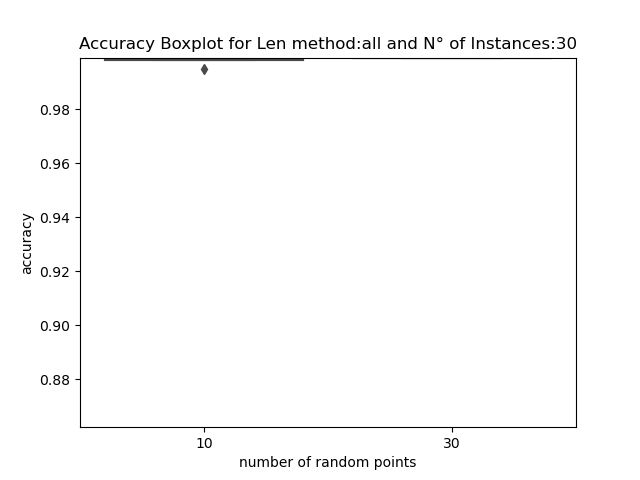 Accuracy Boxplot for Len method:all and N° of Instances:30
0.98
0.96
0.94
0.92
0.90
0.88
accuracy
10
30
number of random points